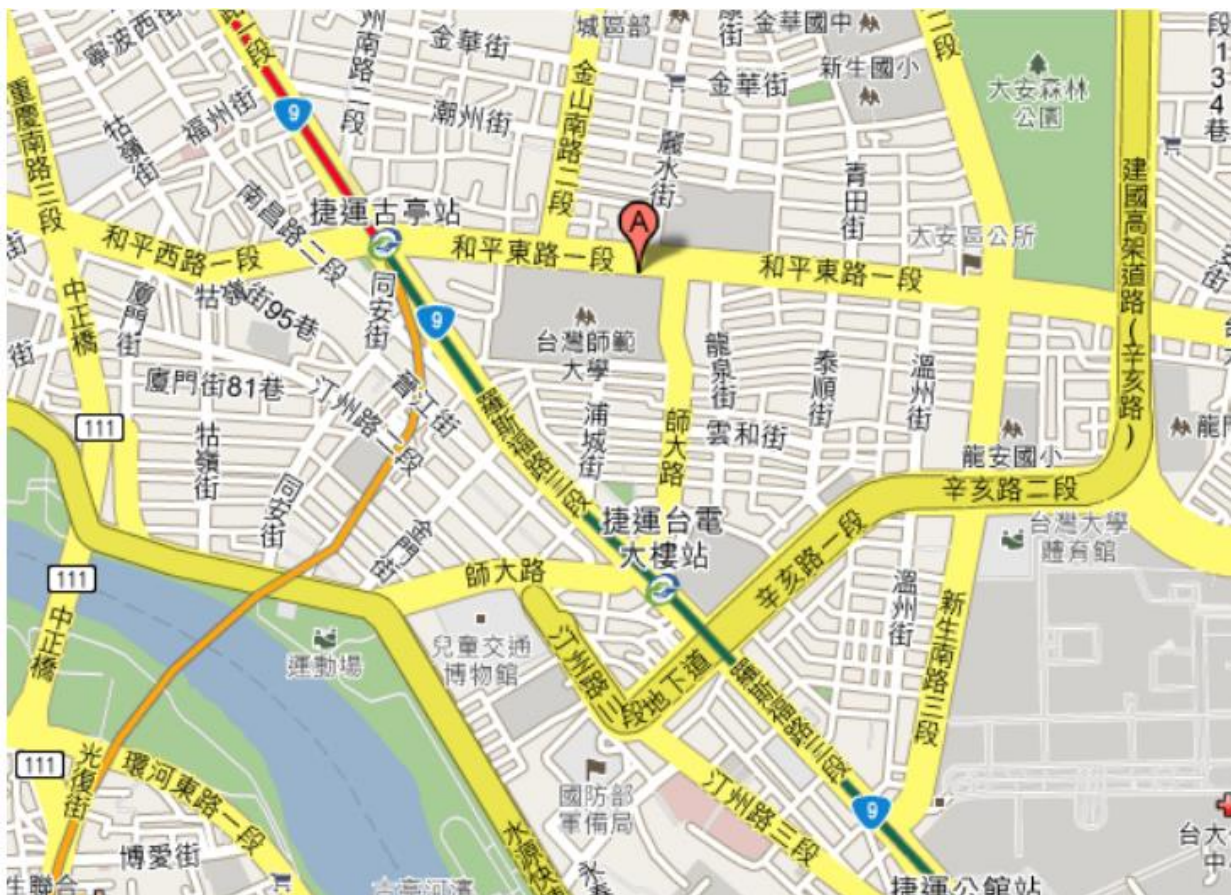 寧波西街
城區部
金華街
金華國中
新生國小
金華街
大安森林
公園
段134巷
重慶南路三段
牯嶺街
福州街
9
潮州街
金山南路二段
麗水街
青田街
建國高架道路(辛亥路)
南昌路二段
捷運古亭站
A
大安區公所
和平西路一段
和平東路一段
和平東路一段
中正橋
廈門街
牯嶺街95巷
同安街
9
台灣師範
大學
龍泉街
泰順街
溫州街
廈門街81巷
汀州路二段
晉江街
111
牯嶺街
羅斯福路三段
浦城街
師大路
雲和街
龍安國小
同安街
金門街
辛亥路二段
捷運台電
大樓站
辛亥路一段
台灣大學
體育館
111
師大路
溫州街
新生南路三段
中正橋
運動場
兒童交通
博物館
汀州路三段
地下道
羅斯福路三段
111
光復街
環河東路一段
國防部
軍備局
汀州路三段
9
博愛街
捷運公館站
台大
中
生聯合